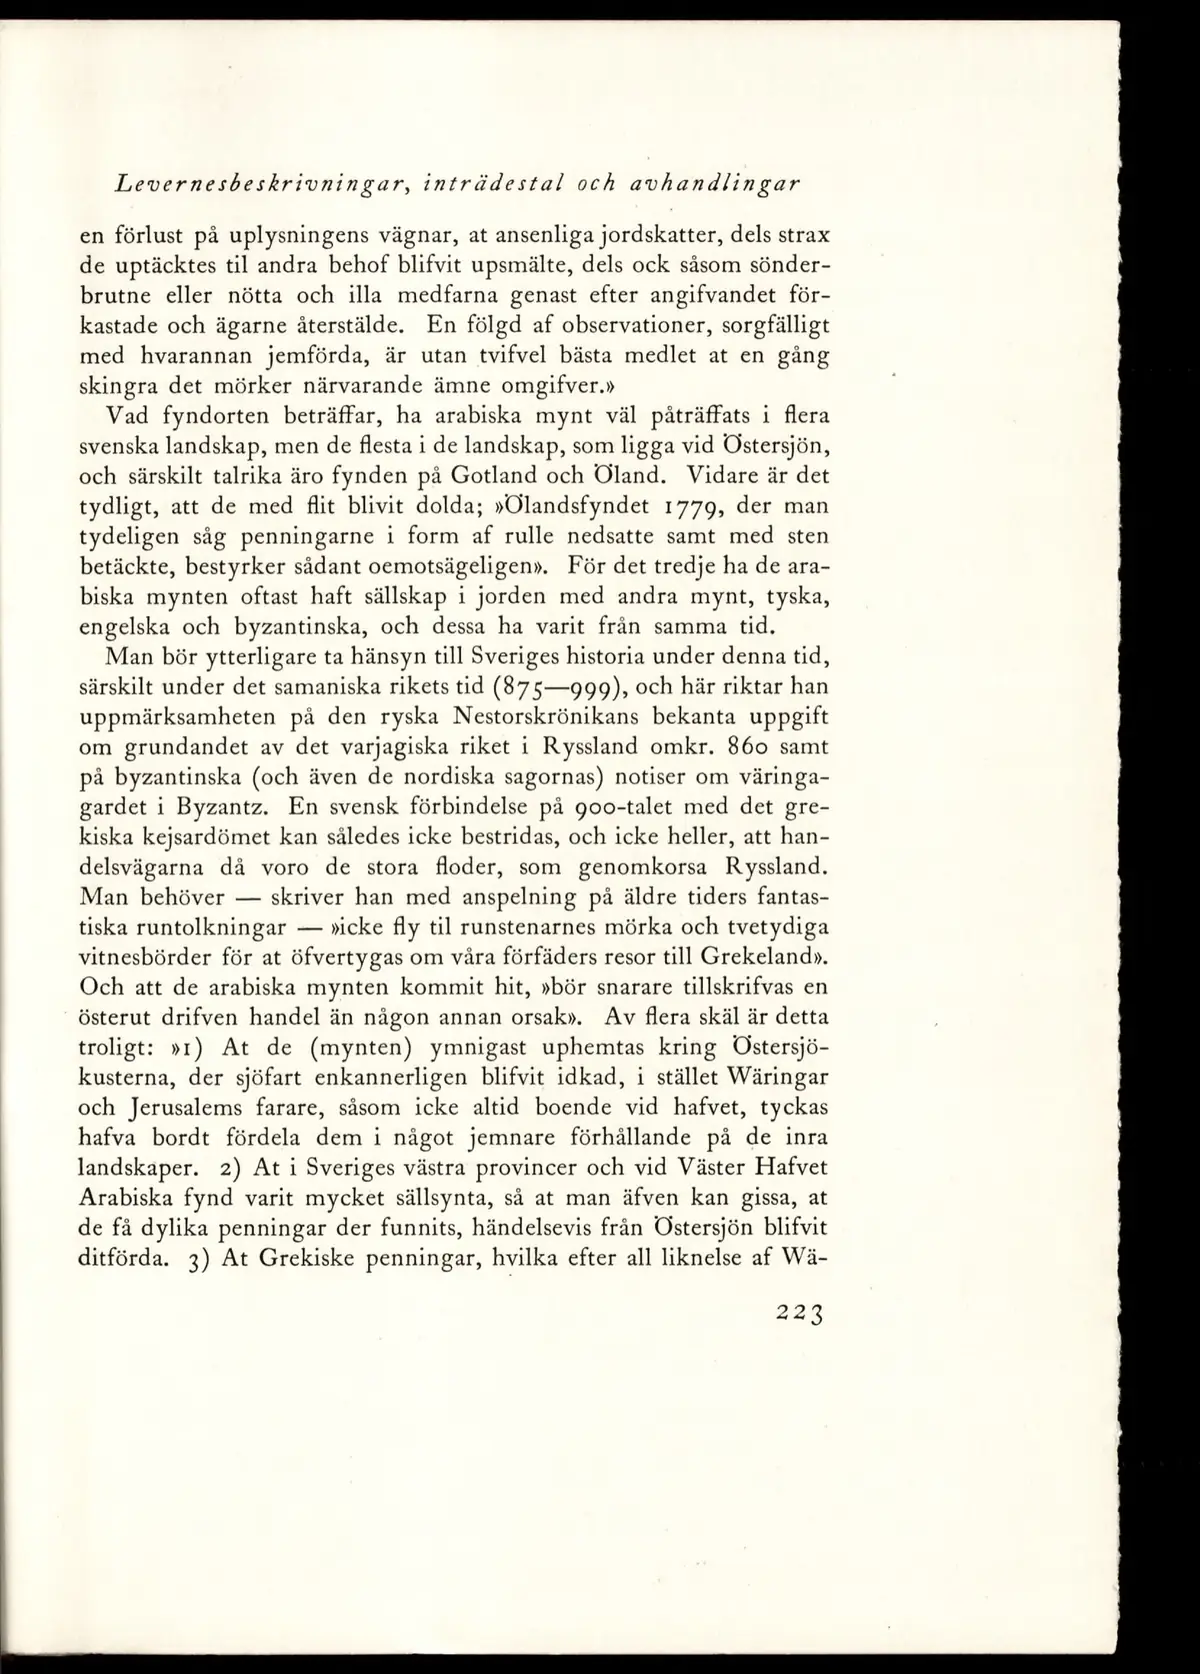 Levernesbeskrivningar, inträdestal och avhandlingar
en förlust på uplysningens vägnar, at ansenliga jordskatter, dels strax
de uptäcktes til andra behof blifvit upsmälte, dels ock såsom sönder-
brutne eller nötta och illa medfarna genast efter angifvandet för-
kastade och ägarne återstälde. En fölgd af observationer, sorgfälligt
med hvarannan jemförda, är utan tvifvel bästa medlet at en gång
skingra det mörker närvarande ämne omgifver.»
Vad fyndorten beträffar, ha arabiska mynt väl påträffats i flera
svenska landskap, men de flesta i de landskap, som ligga vid Östersjön,
och särskilt talrika äro fynden på Gotland och Öland. Vidare är det
tydligt, att de med flit blivit dolda; »Ölandsfyndet 1779, der man
tydeligen såg penningarne i form af rulle nedsatte samt med sten
betäckte, bestyrker sådant oemotsägeligen». För det tredje ha de ara-
biska mynten oftast haft sällskap i jorden med andra mynt, tyska,
engelska och byzantinska, och dessa ha varit från samma tid.
Man bör ytterligare ta hänsyn till Sveriges historia under denna tid,
särskilt under det samaniska rikets tid (875—999), och här riktar han
uppmärksamheten på den ryska Nestorskrönikans bekanta uppgift
om grundandet av det varjagiska riket i Ryssland omkr. 860 samt
på byzantinska (och även de nordiska sagornas) notiser om väringa-
gardet i Byzantz. En svensk förbindelse på 900-talet med det gre-
kiska kejsardömet kan således icke bestridas, och icke heller, att han-
delsvägarna då voro de stora floder, som genomkorsa Ryssland.
Man behöver — skriver han med anspelning på äldre tiders fantas-
tiska runtolkningar — »icke fly til runstenarnes mörka och tvetydiga
vitnesbörder för at öfvertygas om våra förfäders resor till Grekeland».
Och att de arabiska mynten kommit hit, »bör snarare tillskrifvas en
österut drifven handel än någon annan orsak». Av flera skäl är detta
troligt: »1) At de (mynten) ymnigast uphemtas kring Östersjö-
kusterna, der sjöfart enkannerligen blifvit idkad, i stället Wäringar
och Jerusalems farare, såsom icke altid boende vid hafvet, tyckas
hafva bordt fördela dem i något jemnare förhållande på de inra
landskaper. 2) At i Sveriges västra provincer och vid Väster Hafvet
Arabiska fynd varit mycket sällsynta, så at man äfven kan gissa, at
de få dylika penningar der funnits, händelsevis från Östersjön blifvit
ditförda. 3) At Grekiske penningar, hvilka efter all liknelse af Wä-
223